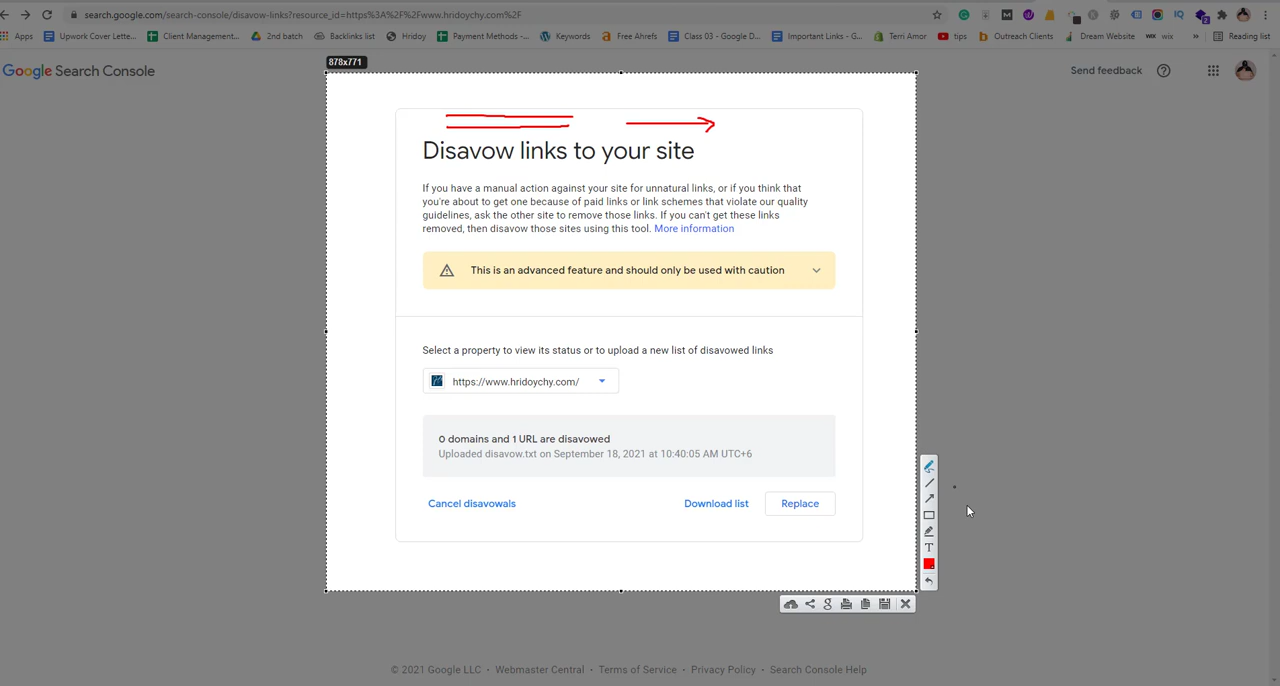 search.google.com/search-console/disavow-links?resource_id=https%3A%2F%2Fwww.hridoychy.com%2F
Apps
Upwork Cover Lette...
Client Management...
2nd batch
Backlinks list
Hridoy
Payment Methods -...
Keywords
Free Ahrefs
Class 03 - Google D...
Important Links - G...
Terri Amor
tips
Outreach Clients
Dream Website
wix
»
Reading list
Google Search Console
Send feedback
878x771
Disavow links to your site
If you have a manual action against your site for unnatural links, or if you think that
you're about to get one because of paid links or link schemes that violate our quality
guidelines, ask the other site to remove those links. If you can't get these links
removed, then disavow those sites using this tool. More information
This is an advanced feature and should only be used with caution
Select a property to view its status or to upload a new list of disavowed links
https://www.hridoychy.com/
0 domains and 1 URL are disavowed
Uploaded disavow.txt on September 18, 2021 at 10:40:05 AM UTC+6
Cancel disavowals
Download list
Replace
T
© 2021 Google LLC • Webmaster Central • Terms of Service • Privacy Policy • Search Console Help